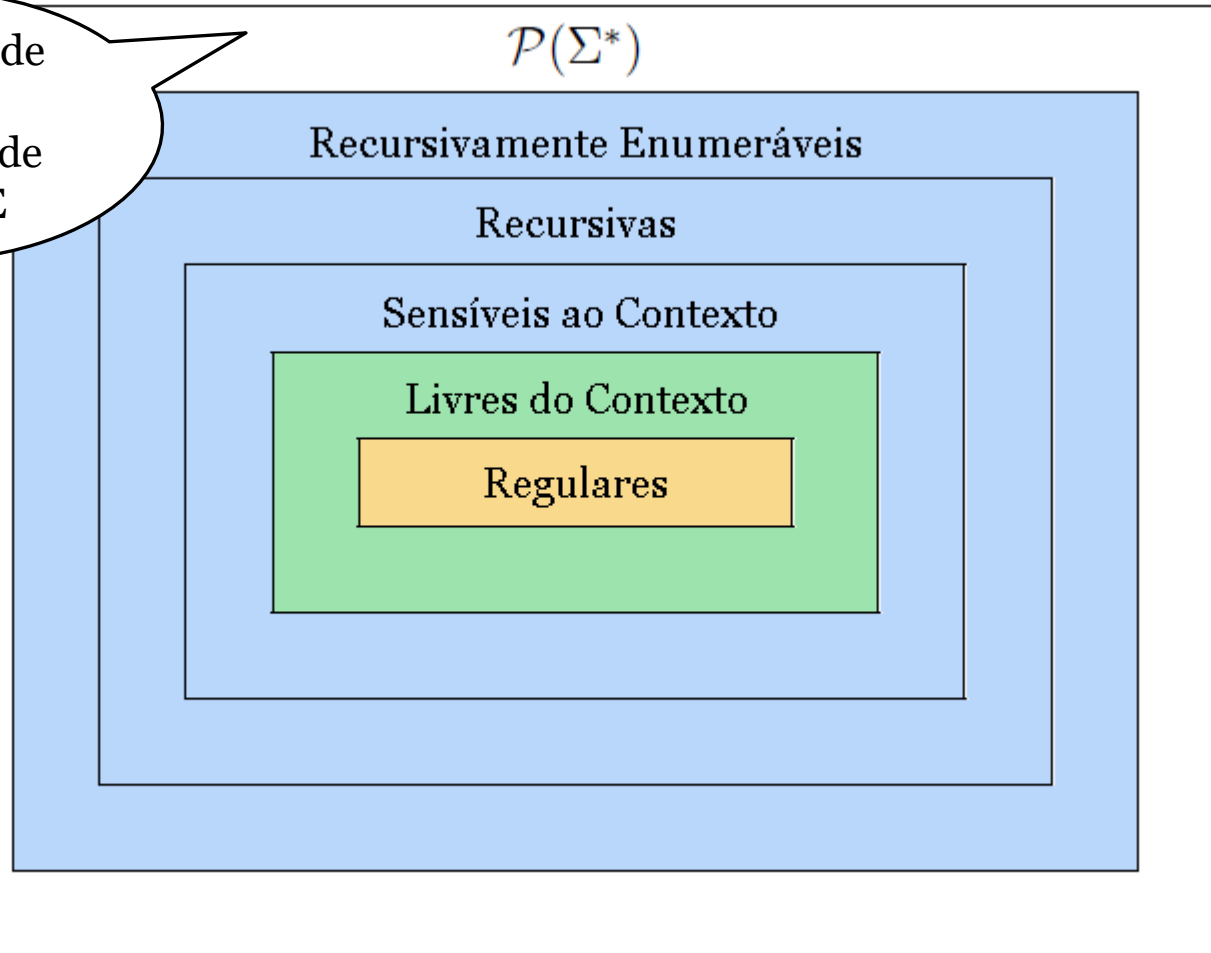 de
𝒫(Σ*)
de
Recursivamente Enumeráveis
Recursivas
Sensíveis ao Contexto
Livres do Contexto
Regulares